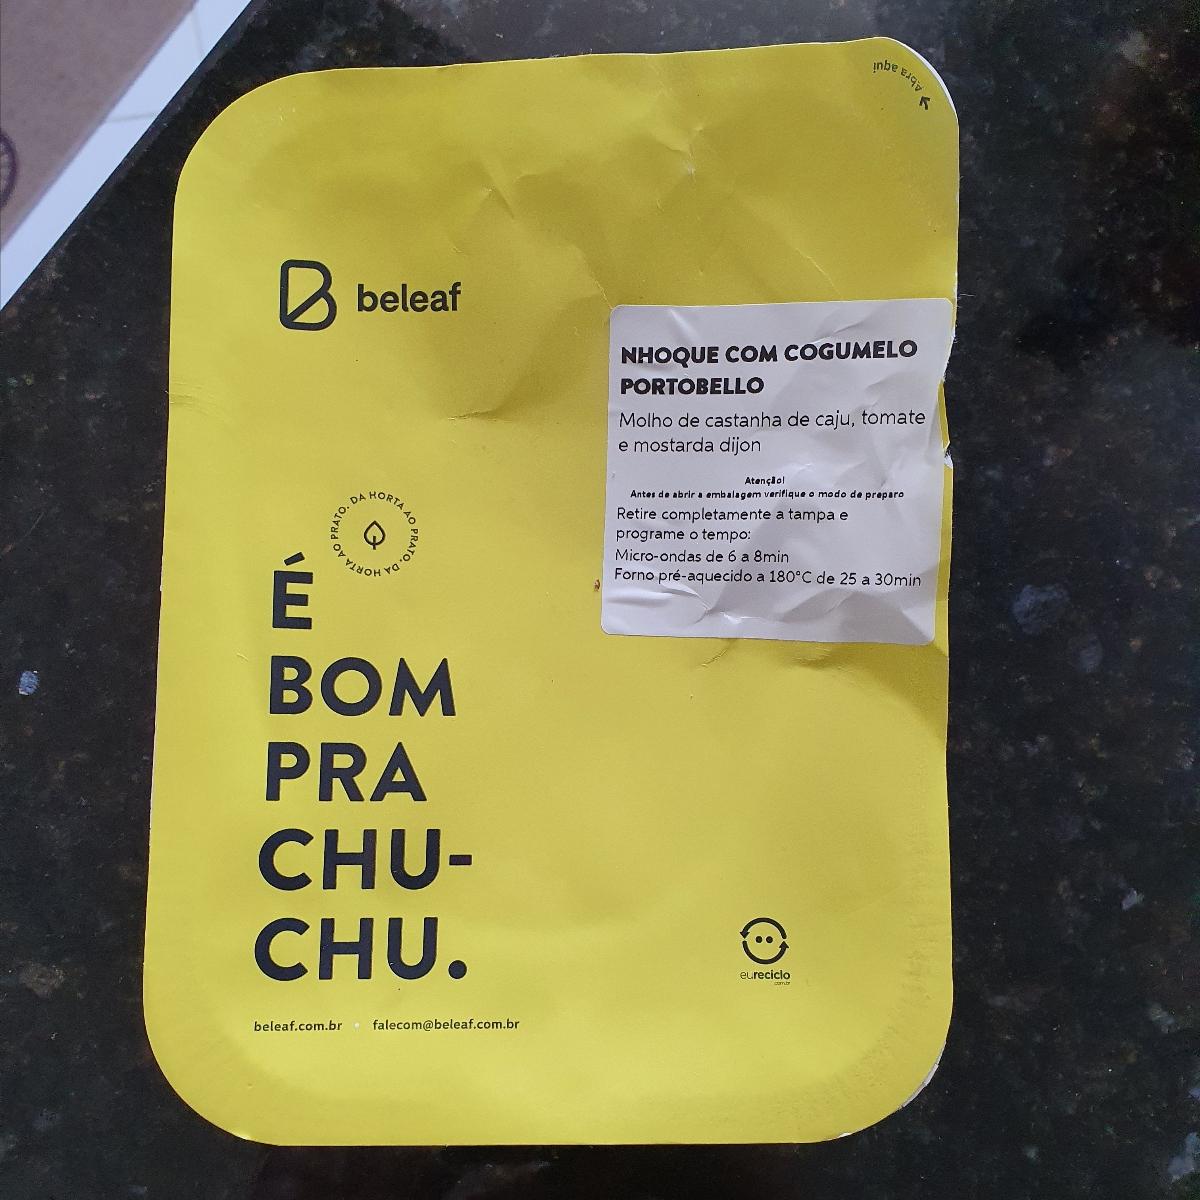 Abra aqui
beleaf
NHOQUE COM COGUMELO
PORTOBELLO
Molho de castanha de caju, tomate
e mostarda dijon
Atenção!
Antes de abrir a embalagem verifique o modo de preparo
Retire completamente a tampa e
programe o tempo:
Micro-ondas de 6 a 8min
Forno pré-aquecido a 180°C de 25 a 30min
DA HORTA AO PRATO. DA HORTA AO PRATO.
É
BOM
PRA
CHU-
CHU.
eureciclo
.com.br
beleaf.com.br • falecom@beleaf.com.br